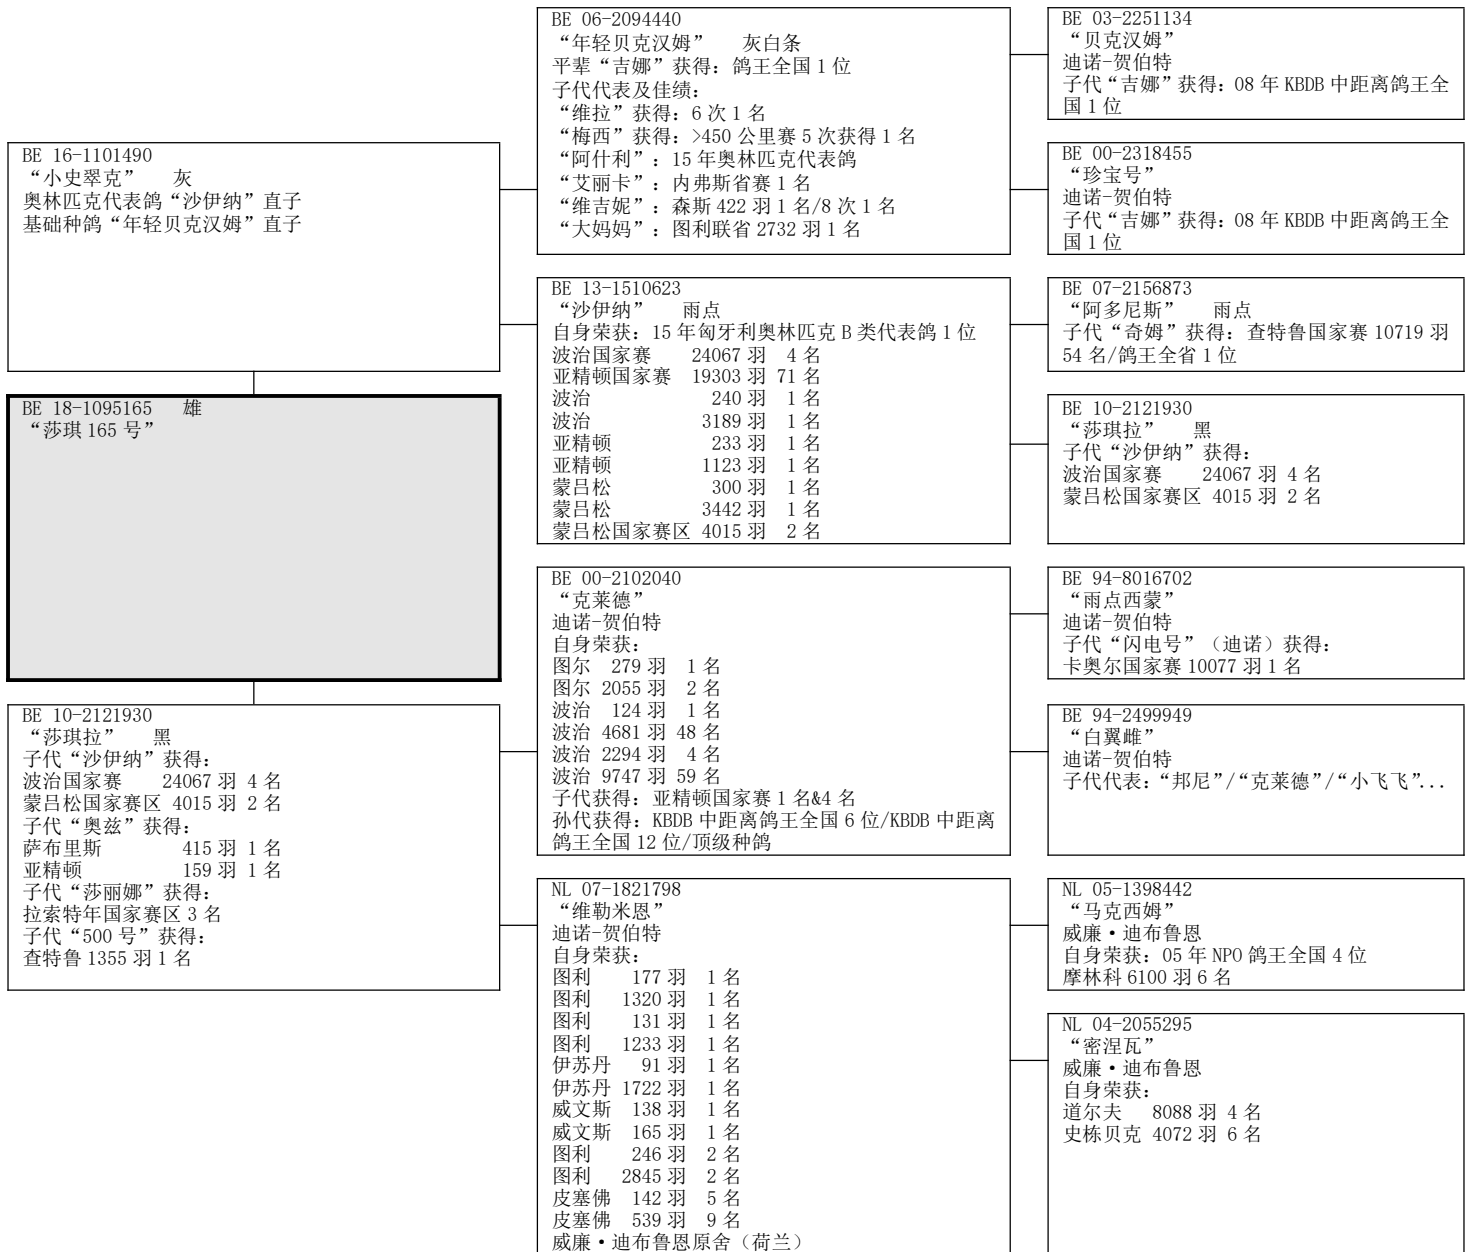 BE 16-1101490
“小史翠克”　　灰
奥林匹克代表鸽“沙伊纳”直子
基础种鸽“年轻贝克汉姆”直子
BE 18-1095165　 雄
“莎琪 165 号”
BE 10-2121930
“莎琪拉”　　黑
子代“沙伊纳”获得：
波治国家赛　　24067 羽 4 名
蒙吕松国家赛区 4015 羽 2 名
子代“奥兹”获得：
萨布里斯　　　　415 羽 1 名
亚精顿　　　　　159 羽 1 名
子代“莎丽娜”获得：
拉索特年国家赛区 3 名
子代“500 号”获得：
查特鲁 1355 羽 1 名
BE 06-2094440
“年轻贝克汉姆”　　灰白条
平辈“吉娜”获得：鸽王全国 1 位
子代代表及佳绩：
“维拉”获得：6 次 1 名
“梅西”获得：>450 公里赛 5 次获得 1 名
“阿什利”：15 年奥林匹克代表鸽
“艾丽卡”：内弗斯省赛 1 名
“维吉妮”：森斯 422 羽 1 名/8 次 1 名
“大妈妈”：图利联省 2732 羽 1 名
BE 13-1510623
“沙伊纳”　　雨点
自身荣获：15 年匈牙利奥林匹克 B 类代表鸽 1 位
波治国家赛　　24067 羽　4 名
亚精顿国家赛　19303 羽 71 名
波治　　　　　　240 羽　1 名
波治　　　　　 3189 羽　1 名
亚精顿　　　　　233 羽　1 名
亚精顿　　　　 1123 羽　1 名
蒙吕松　　　　　300 羽　1 名
蒙吕松　　　　 3442 羽　1 名
蒙吕松国家赛区 4015 羽　2 名
BE 00-2102040
“克莱德”
迪诺-贺伯特
自身荣获：
图尔　279 羽　1 名
图尔 2055 羽　2 名
波治　124 羽　1 名
波治 4681 羽 48 名
波治 2294 羽　4 名
波治 9747 羽 59 名
子代获得：亚精顿国家赛 1 名&4 名
孙代获得：KBDB 中距离鸽王全国 6 位/KBDB 中距离
鸽王全国 12 位/顶级种鸽
NL 07-1821798
“维勒米恩”
迪诺-贺伯特
自身荣获：
图利　　177 羽　1 名
图利　 1320 羽　1 名
图利　　131 羽　1 名
图利　 1233 羽　1 名
伊苏丹　 91 羽　1 名
伊苏丹 1722 羽　1 名
威文斯　138 羽　1 名
威文斯　165 羽　1 名
图利　　246 羽　2 名
图利　 2845 羽　2 名
皮塞佛　142 羽　5 名
皮塞佛　539 羽　9 名
威廉·迪布鲁恩原舍（荷兰）
BE 03-2251134
“贝克汉姆”
迪诺-贺伯特
子代“吉娜”获得：08 年 KBDB 中距离鸽王全
国 1 位
BE 00-2318455
“珍宝号”
迪诺-贺伯特
子代“吉娜”获得：08 年 KBDB 中距离鸽王全
国 1 位
BE 07-2156873
“阿多尼斯”　　雨点
子代“奇姆”获得：查特鲁国家赛 10719 羽
54 名/鸽王全省 1 位
BE 10-2121930
“莎琪拉”　　黑
子代“沙伊纳”获得：
波治国家赛　　24067 羽 4 名
蒙吕松国家赛区 4015 羽 2 名
BE 94-8016702
“雨点西蒙”
迪诺-贺伯特
子代“闪电号”（迪诺）获得：
卡奥尔国家赛 10077 羽 1 名
BE 94-2499949
“白翼雌”
迪诺-贺伯特
子代代表：“邦尼”/“克莱德”/“小飞飞”...
NL 05-1398442
“马克西姆”
威廉·迪布鲁恩
自身荣获：05 年 NPO 鸽王全国 4 位
摩林科 6100 羽 6 名
NL 04-2055295
“密涅瓦”
威廉·迪布鲁恩
自身荣获：
道尔夫　 8088 羽 4 名
史栋贝克 4072 羽 6 名